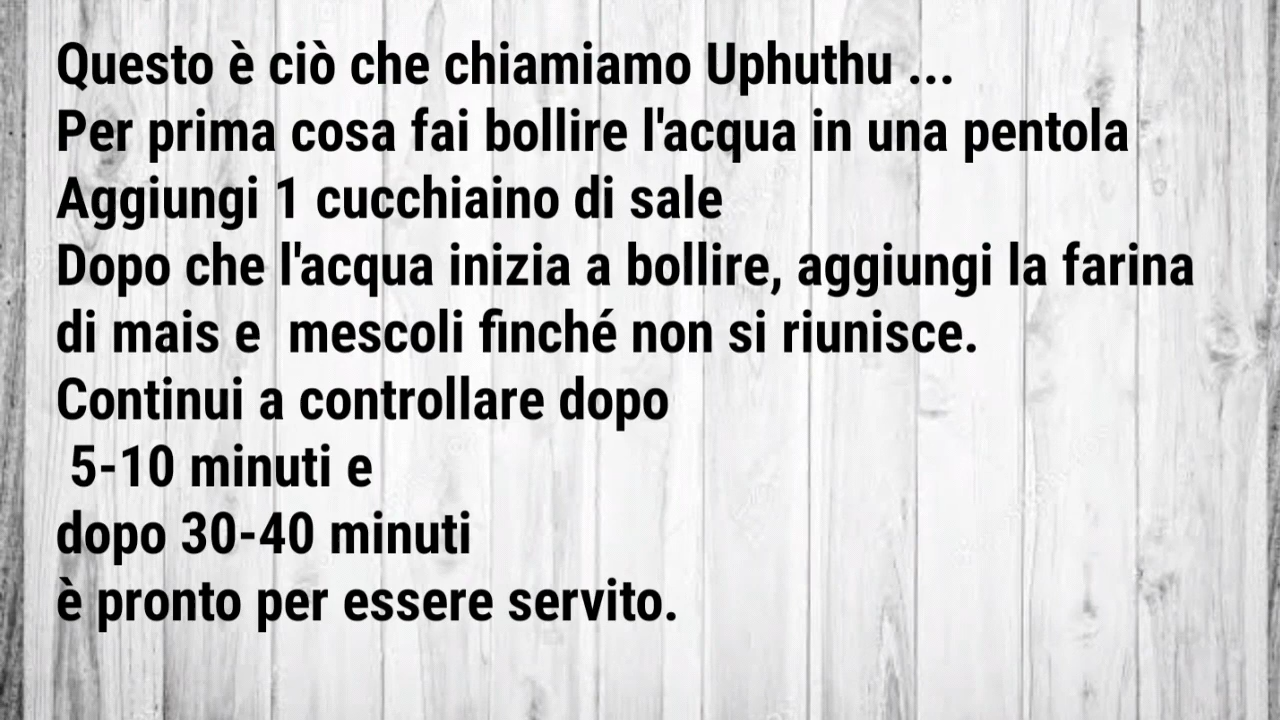 Questo è ciò che chiamiamo Uphuthu ...
Per prima cosa fai bollire l'acqua in una pentola
Aggiungi 1 cucchiaino di sale
Dopo che l'acqua inizia a bollire, aggiungi la farina
di mais e  mescoli finché non si riunisce.
Continui a controllare dopo
5-10 minuti e
dopo 30-40 minuti
è pronto per essere servito.